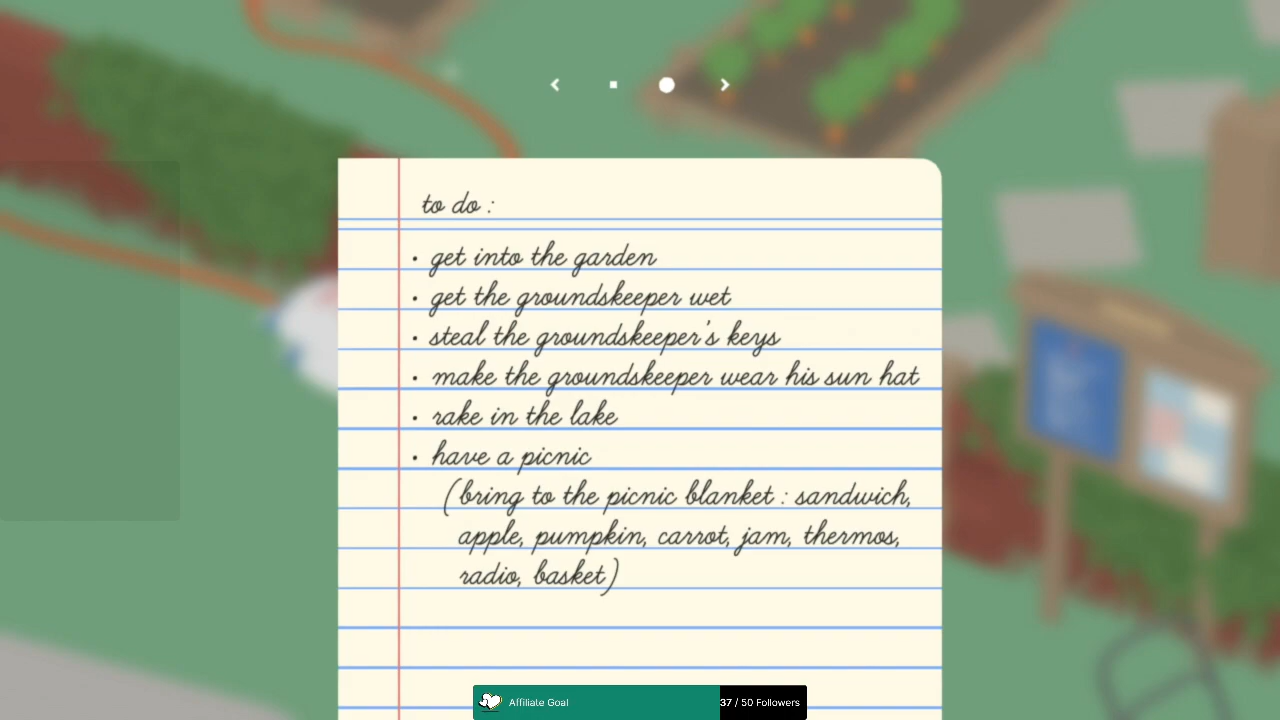 to do :
• get into the garden
• get the groundskeeper wet
• steal the groundskeeper's keys
• make the groundskeeper wear his sun hat
• rake in the lake
• have a picnic
(bring to the picnic blanket : sandwich,
apple, pumpkin, carrot, jam, thermos,
radio, basket)
Affiliate Goal
37 / 50 Followers